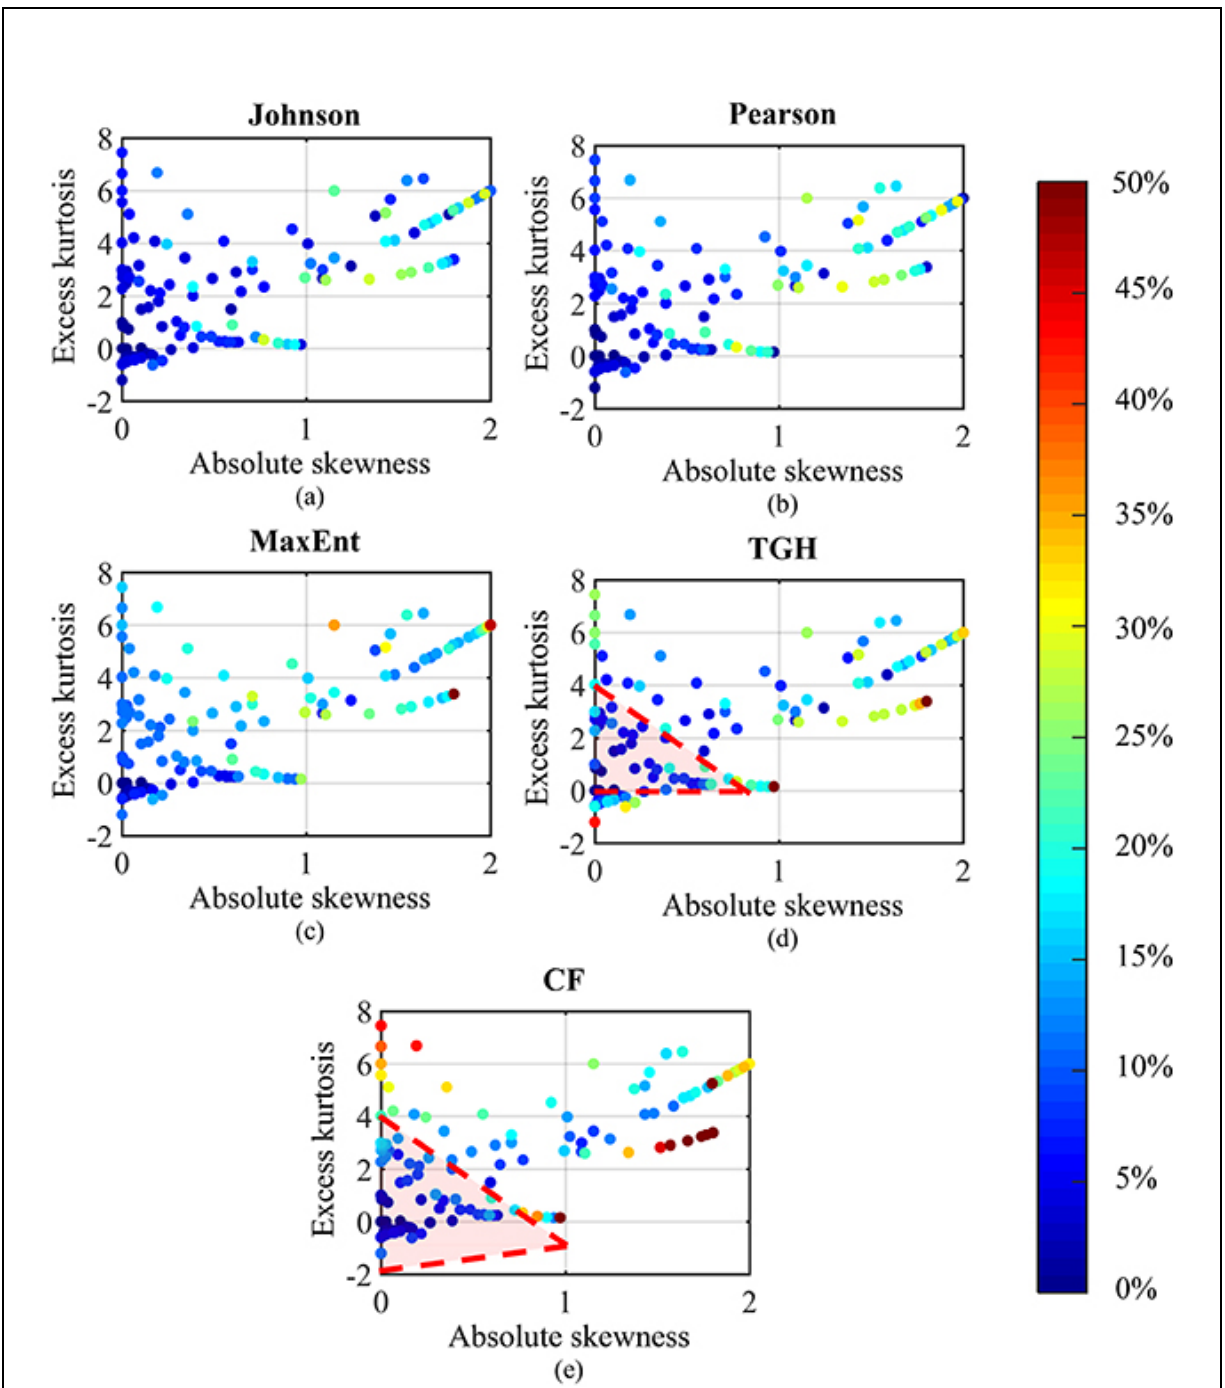 Johnson
8
6
4
2
0
-2
0 1 2
Excess kurtosis
Absolute skewness
(a)
Pearson
8
6
4
2
0
-2
0 1 2
Excess kurtosis
Absolute skewness
(b)
MaxEnt
8
6
4
2
0
-2
0 1 2
Excess kurtosis
Absolute skewness
(c)
TGH
8
6
4
2
0
-2
0 1 2
Excess kurtosis
Absolute skewness
(d)
CF
8
6
4
2
0
-2
0 1 2
Excess kurtosis
Absolute skewness
(e)
50%
45%
40%
35%
30%
25%
20%
15%
10%
5%
0%